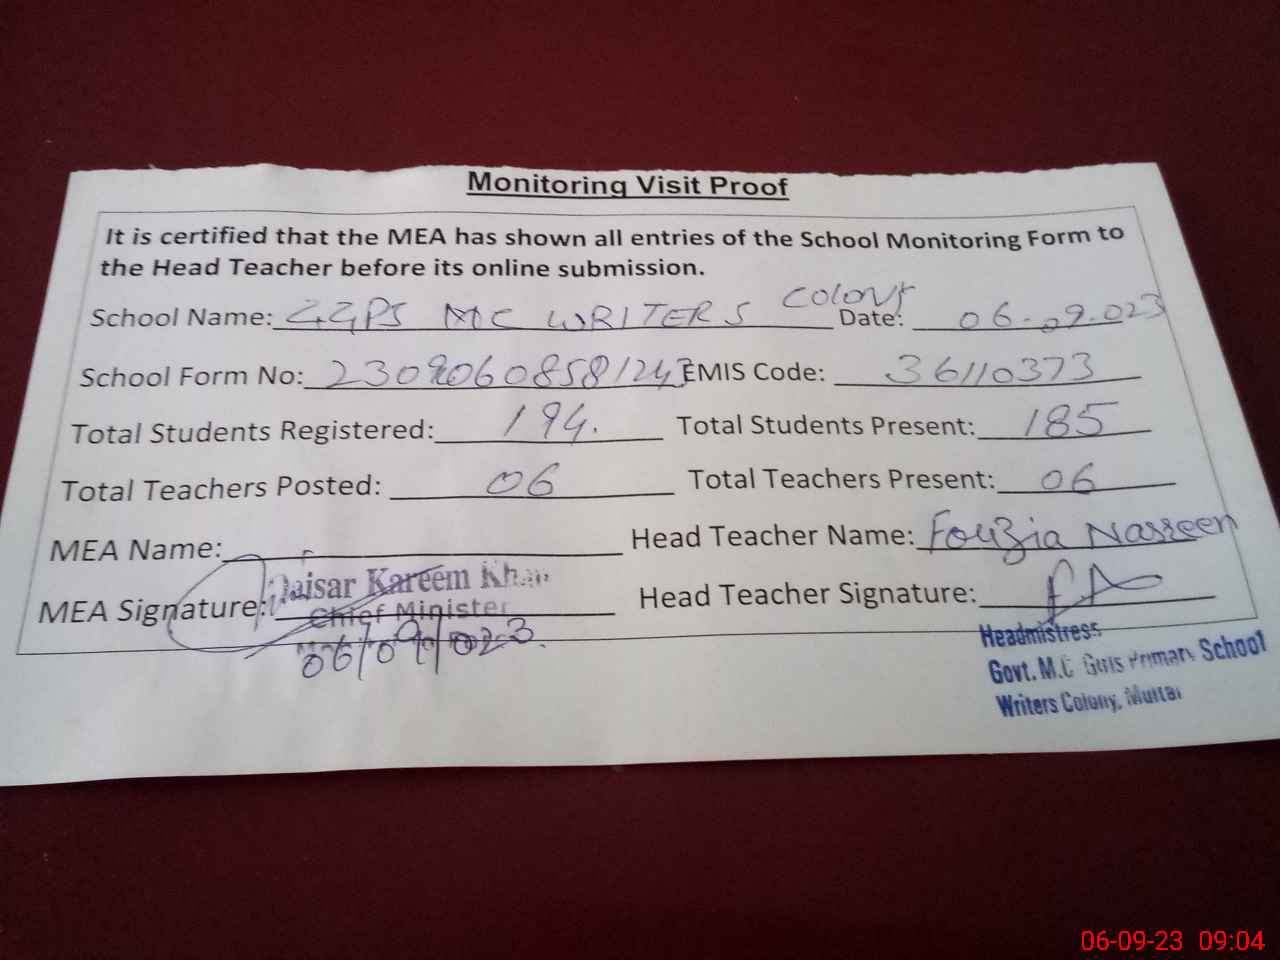 Monitoring Visit Proof
It is certified that the MEA has shown all entries of the School Monitoring Form to
the Head Teacher before its online submission.
School Name: GGPS MC WRITERS COLONY Date: 06-09-023
School Form No: EMIS Code: 36110373
Total Students Registered: 194. Total Students Present: 185
Total Teachers Posted: 06 Total Teachers Present: 06
MEA Name: Head Teacher Name: Fouzia Nasreen
Qaisar Kareem Khan
MEA Signature: Head Teacher Signature:
Chief Minister
06/09/023.
Headmistress
Govt. M.C Girls Primary School
Writers Colony, Multan
06-09-23 09:04